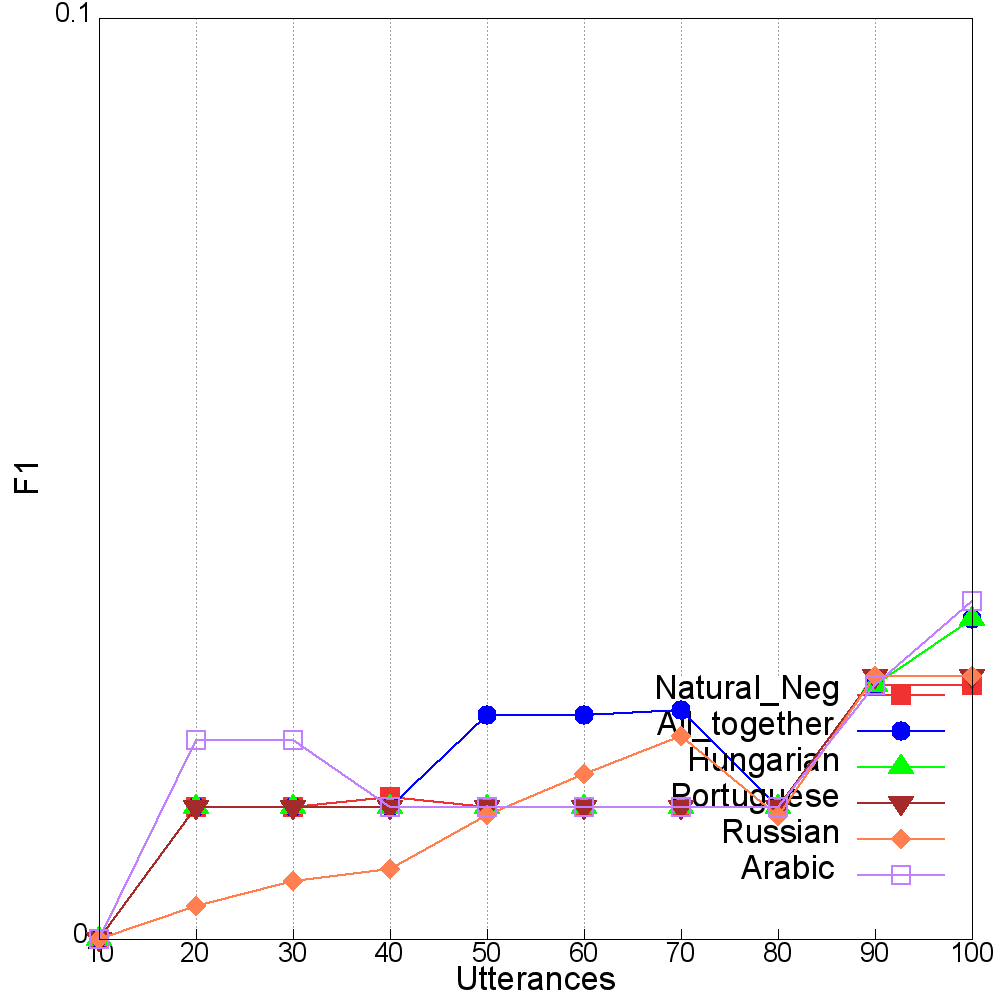 0.1
F1
Natural_Neg
All_together
Hungarian
Portuguese
Russian
Arabic
0
10 20 30 40 50 60 70 80 90 100
Utterances